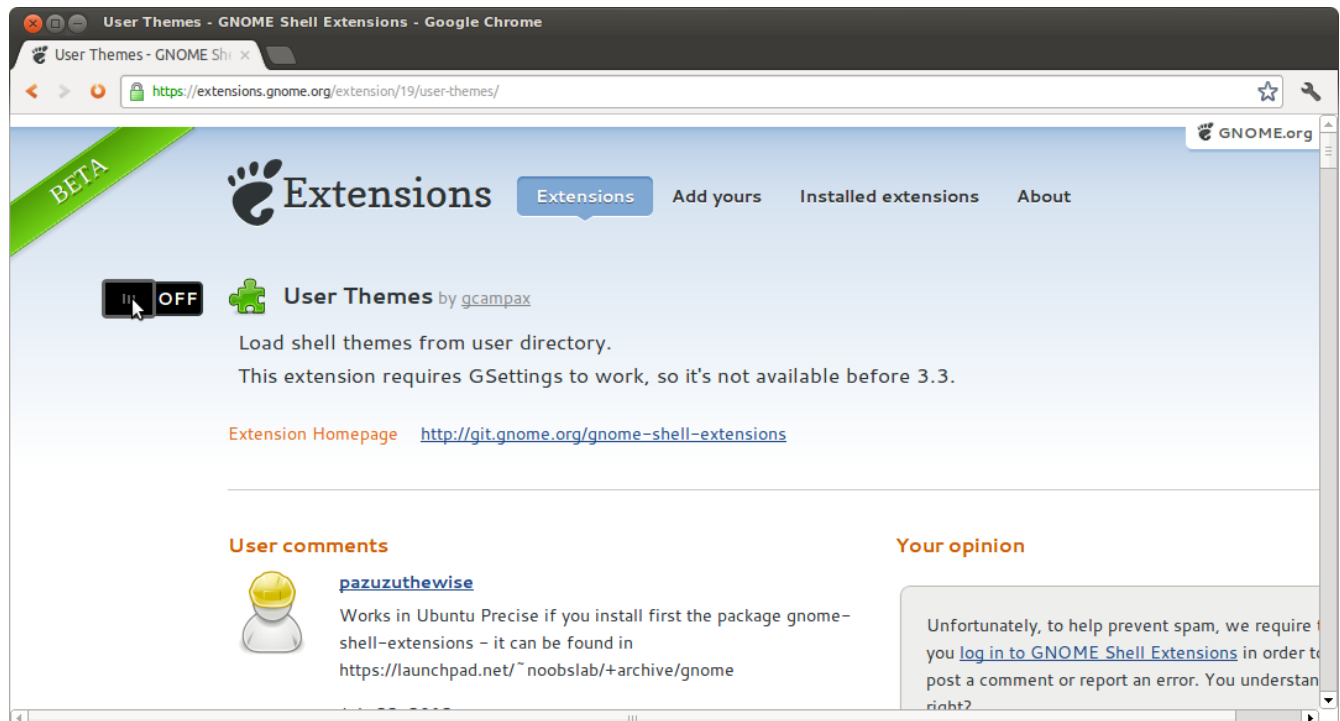 User Themes - GNOME Shell Extensions - Google Chrome
User Themes - GNOME She
https://extensions.gnome.org/extension/19/user-themes/
GNOME.org
BETA
Extensions
Extensions Add yours Installed extensions About
OFF
User Themes by gcampax
Load shell themes from user directory.
This extension requires GSettings to work, so it's not available before 3.3.
Extension Homepage http://git.gnome.org/gnome-shell-extensions
User comments
Your opinion
pazuzuthewise
Works in Ubuntu Precise if you install first the package gnome-
shell-extensions - it can be found in
https://launchpad.net/~noobslab/+archive/gnome
Unfortunately, to help prevent spam, we require
you log in to GNOME Shell Extensions in order to
post a comment or report an error. You understan
right?